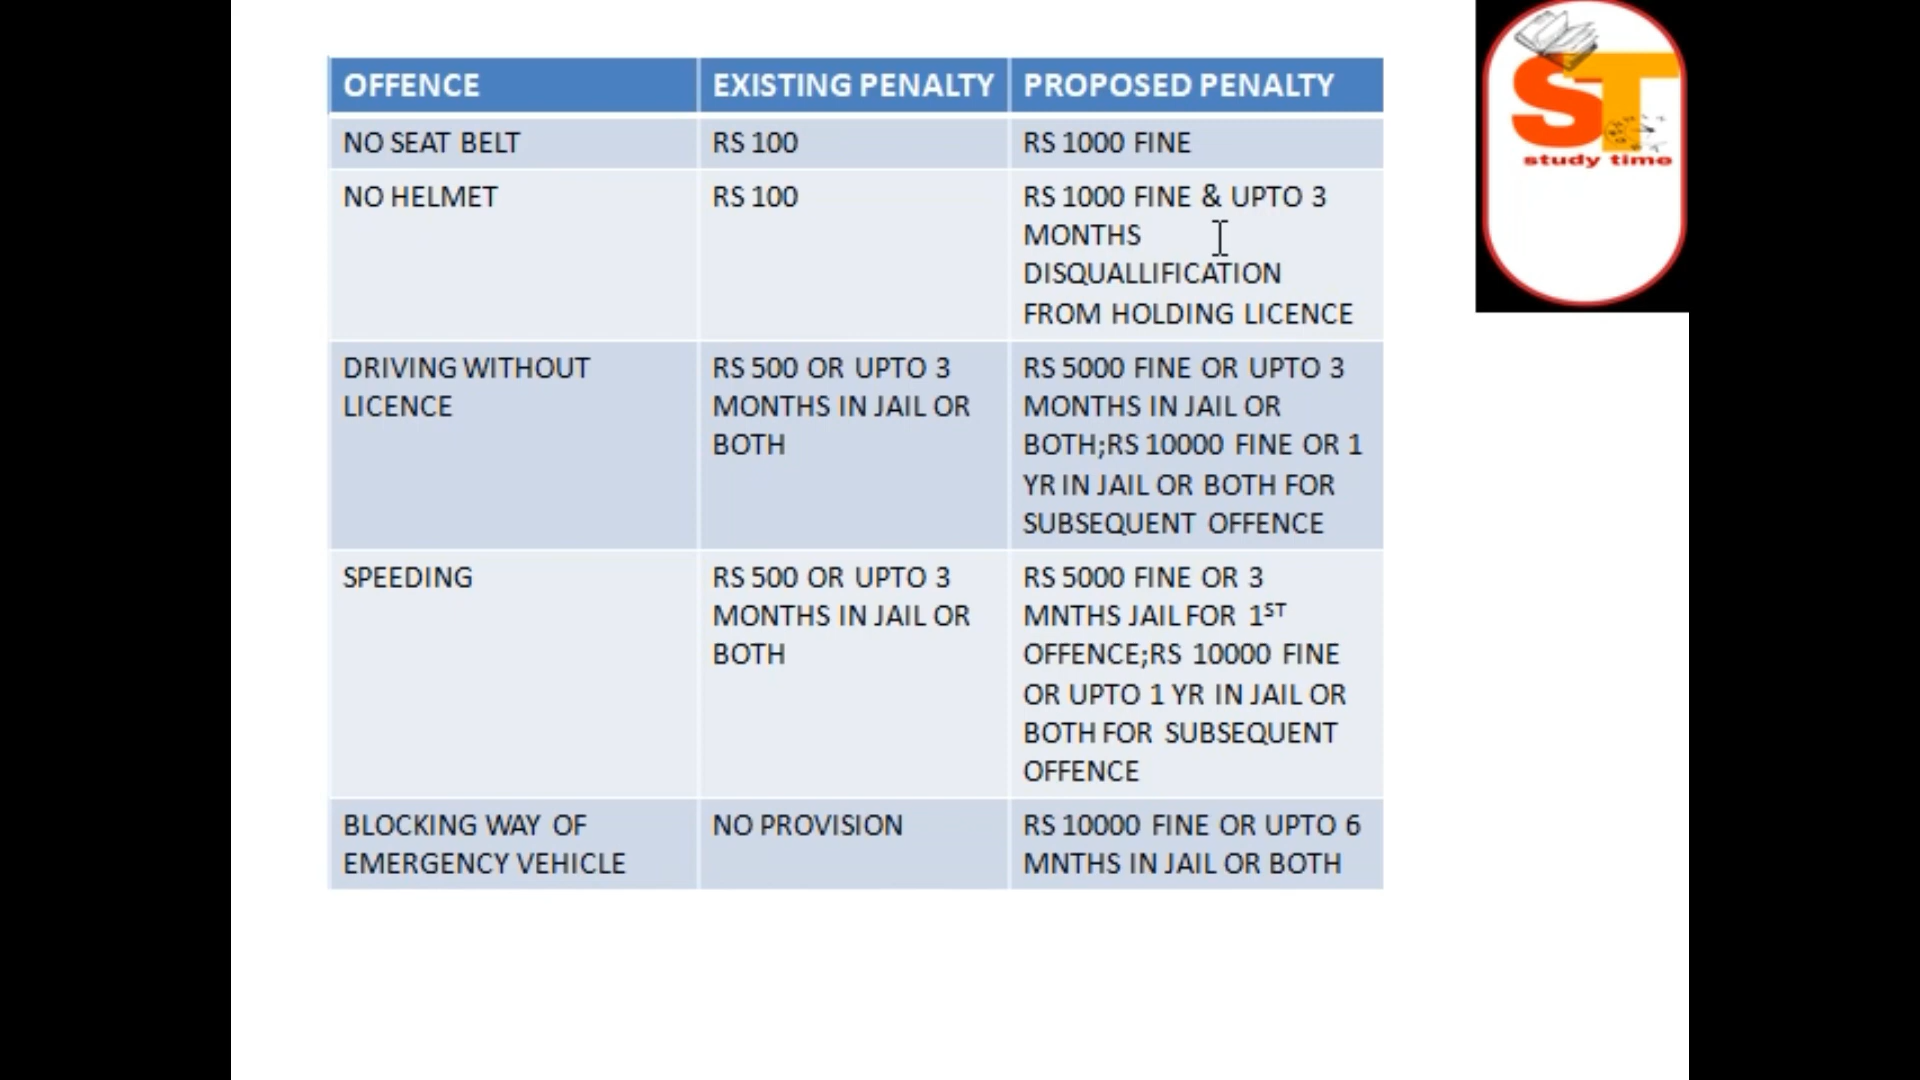 OFFENCE EXISTING PENALTY PROPOSED PENALTY
NO SEAT BELT RS 100 RS 1000 FINE
NO HELMET RS 100 RS 1000 FINE & UPTO 3
MONTHS
DISQUALLIFICATION
FROM HOLDING LICENCE
DRIVING WITHOUT
LICENCE
RS 500 OR UPTO 3
MONTHS IN JAIL OR
BOTH
RS 5000 FINE OR UPTO 3
MONTHS IN JAIL OR
BOTH;RS 10000 FINE OR 1
YR IN JAIL OR BOTH FOR
SUBSEQUENT OFFENCE
SPEEDING
RS 500 OR UPTO 3
MONTHS IN JAIL OR
BOTH
RS 5000 FINE OR 3
MNTHS JAIL FOR 1ST
OFFENCE;RS 10000 FINE
OR UPTO 1 YR IN JAIL OR
BOTH FOR SUBSEQUENT
OFFENCE
BLOCKING WAY OF
EMERGENCY VEHICLE
NO PROVISION
RS 10000 FINE OR UPTO 6
MNTHS IN JAIL OR BOTH
ST
study time